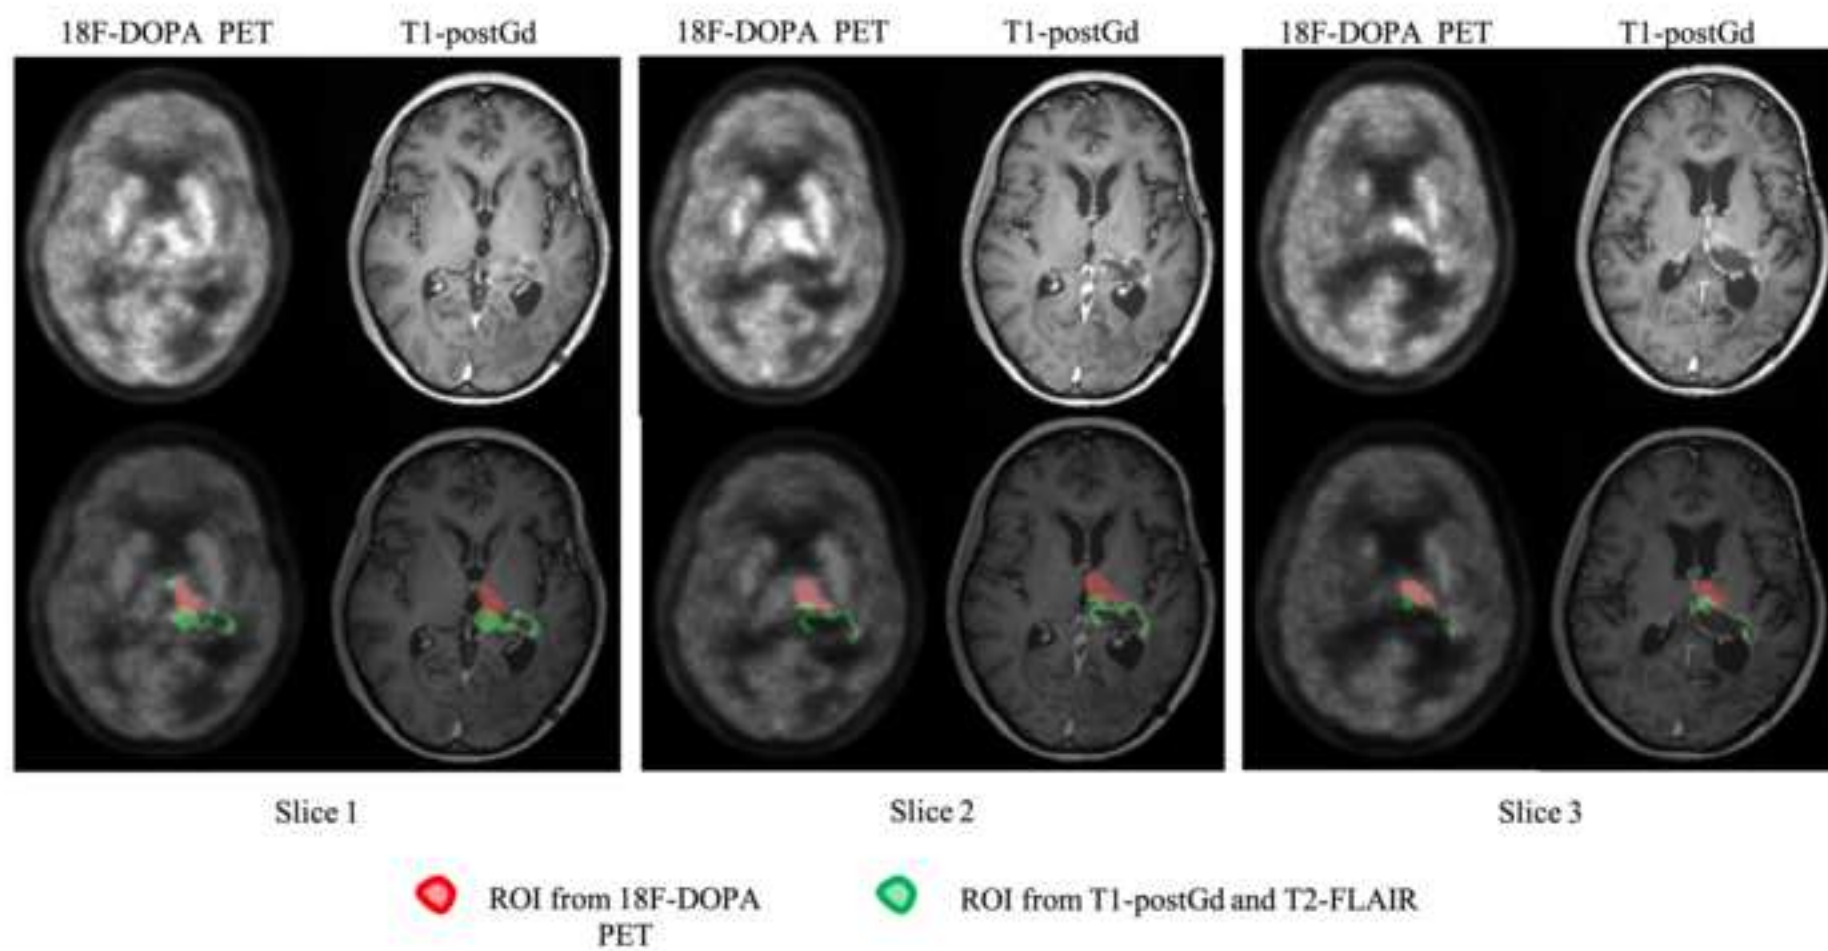 18F-DOPA PET T1-postGd 18F-DOPA PET T1-postGd 18F-DOPA PET T1-postGd
Slice 1 Slice 2 Slice 3
ROI from 18F-DOPA PET
ROI from T1-postGd and T2-FLAIR